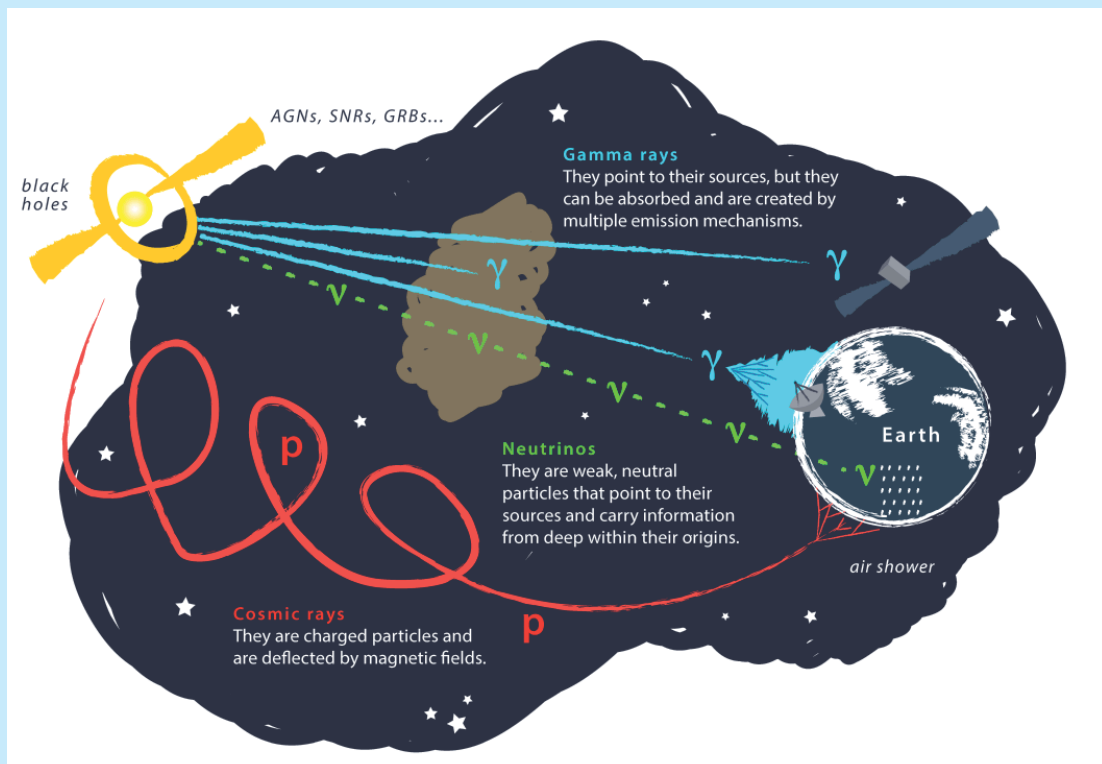 AGNs, SNRs, GRBs...
black
holes
Gamma rays
They point to their sources, but they
can be absorbed and are created by
multiple emission mechanisms.
γ
γ
γ
ν
ν
ν
ν
ν
Earth
p
Neutrinos
They are weak, neutral
particles that point to their
sources and carry information
from deep within their origins.
air shower
Cosmic rays
They are charged particles and
are deflected by magnetic fields.
p